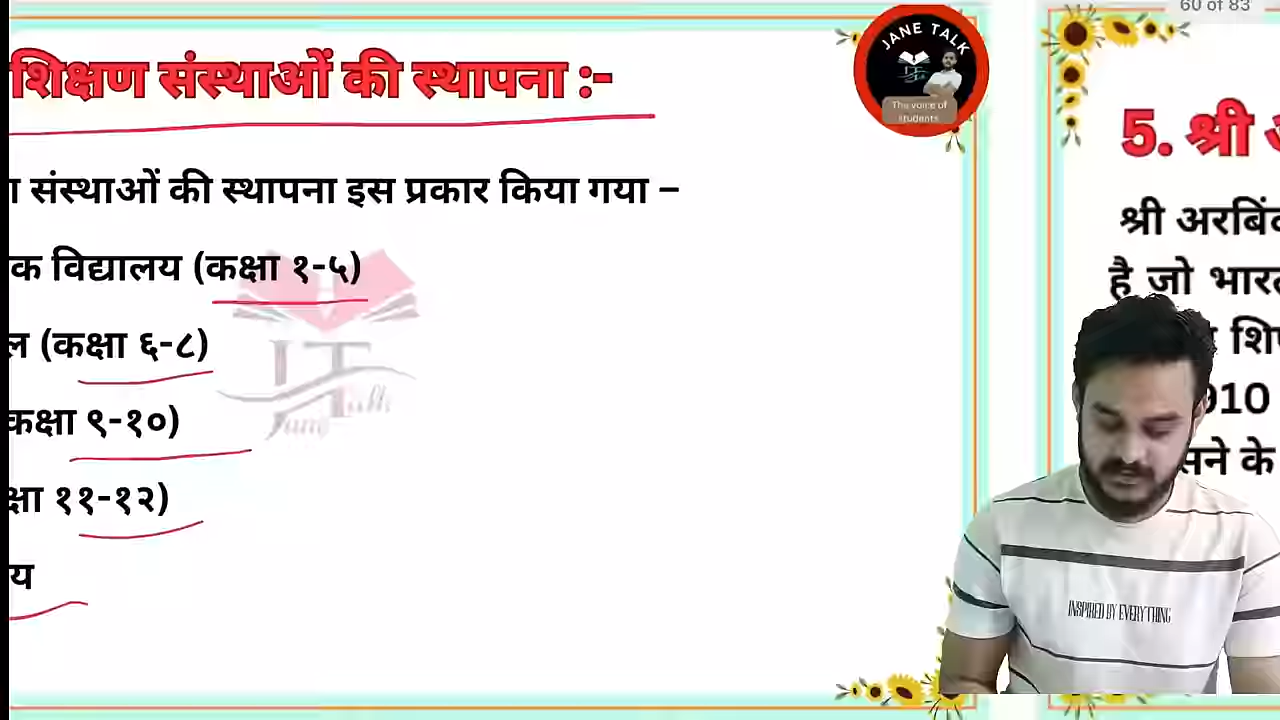 शिक्षण संस्थाओं की स्थापना :-
संस्थाओं की स्थापना इस प्रकार किया गया –
क विद्यालय (कक्षा १-५)
ल (कक्षा ६-८)
कक्षा ९-१०)
क्षा ११-१२)
य
JANE TALK
The voice of
students
60 of 83
5. श्री
श्री अरबिं
है जो भारत
शि
910
सने के
INSPIRED BY EVERYTHING